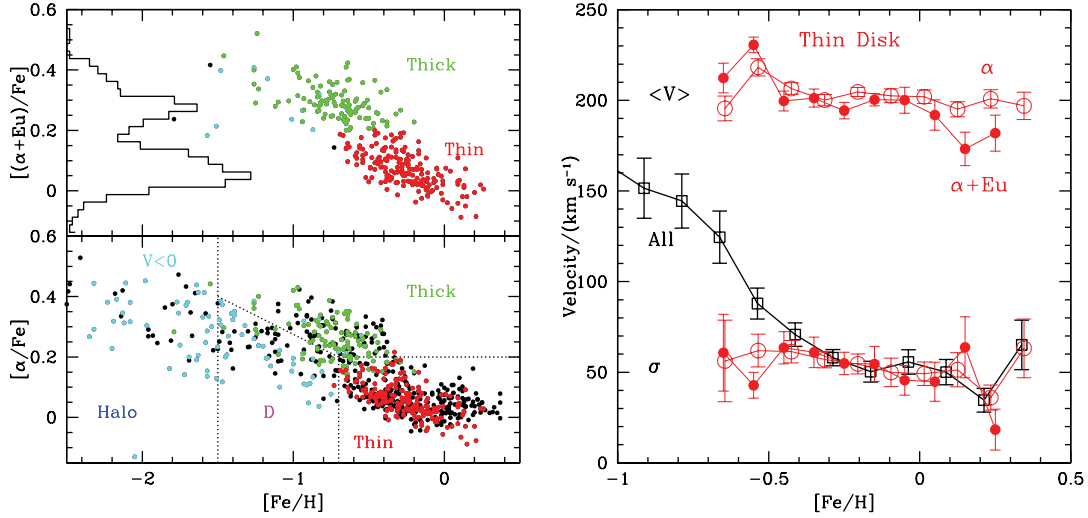 0.6
0.4
0.2
0
[(α+Eu)/Fe]
Thick
Thin
0.6
0.4
0.2
0
[α/Fe]
V<0
Thick
Halo
D
Thin
−2
−1
0
[Fe/H]
250
200
150
100
50
0
Velocity/(km s⁻¹)
Thin Disk
<V>
α
α+Eu
All
σ
−1
−0.5
0
0.5
[Fe/H]